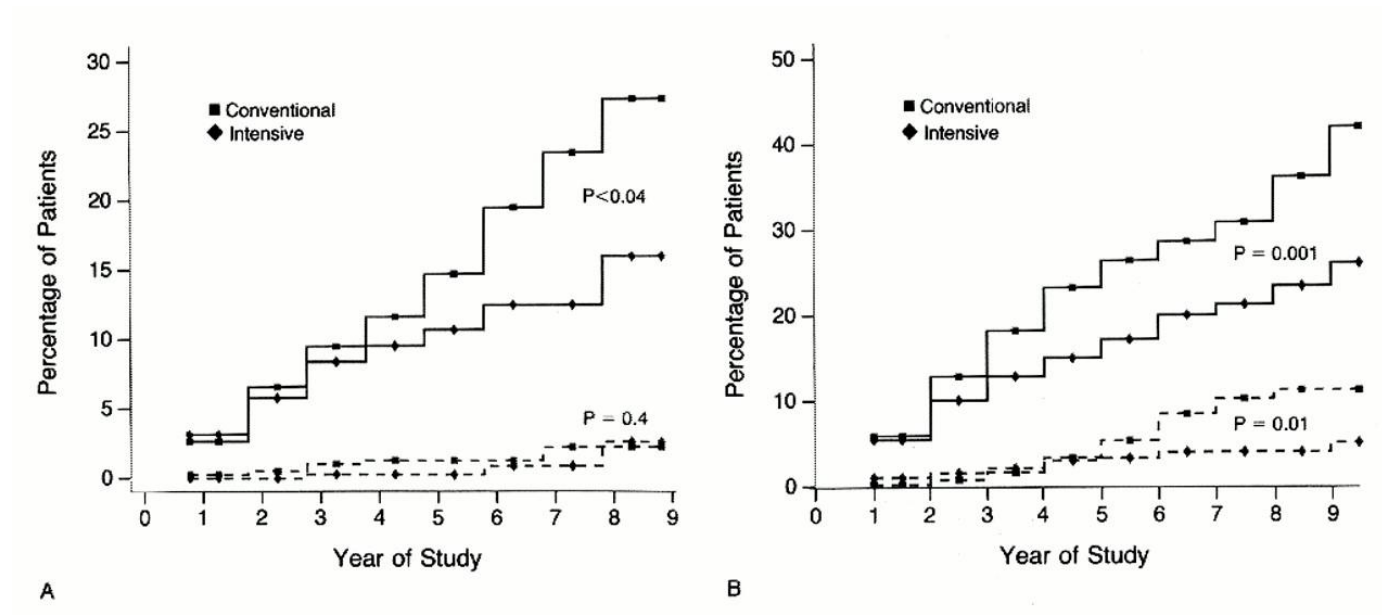 30
25
20
15
10
5
0
Percentage of Patients
Conventional
Intensive
P<0.04
P = 0.4
0 1 2 3 4 5 6 7 8 9
Year of Study
A
50
40
30
20
10
0
Percentage of Patients
Conventional
Intensive
P = 0.001
P = 0.01
0 1 2 3 4 5 6 7 8 9
Year of Study
B